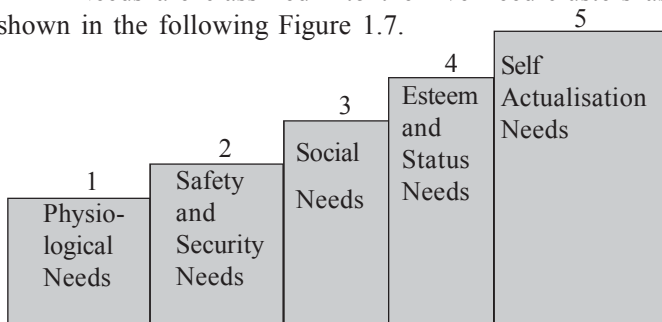 shown in the following Figure 1.7.
1
Physio-
logical
Needs
2
Safety
and
Security
Needs
3
Social
Needs
4
Esteem
and
Status
Needs
5
Self
Actualisation
Needs